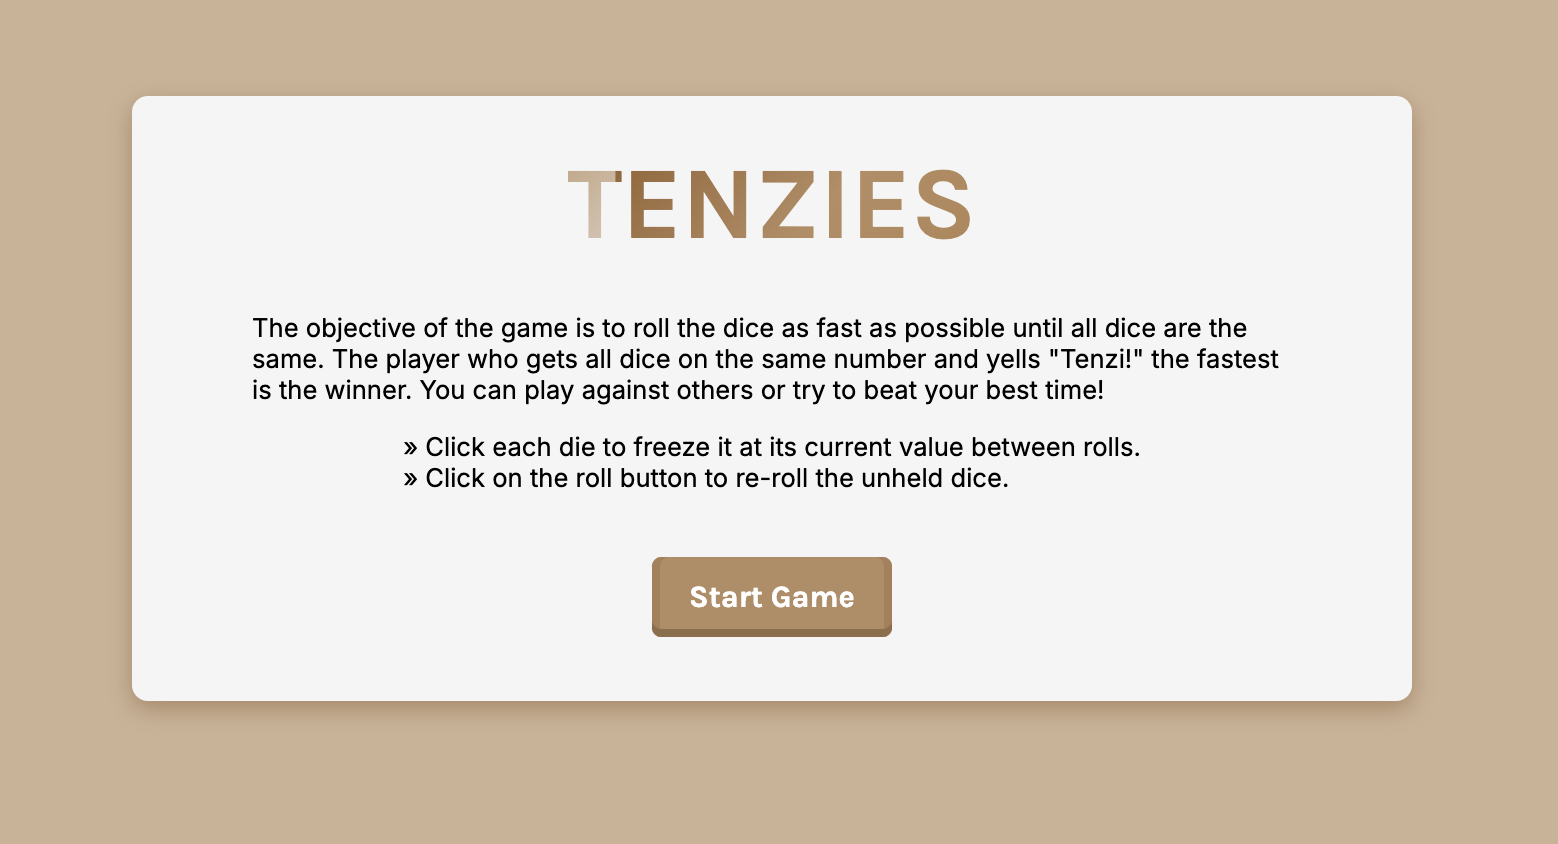 TENZIES
The objective of the game is to roll the dice as fast as possible until all dice are the
same. The player who gets all dice on the same number and yells "Tenzi!" the fastest
is the winner. You can play against others or try to beat your best time!
» Click each die to freeze it at its current value between rolls.
» Click on the roll button to re-roll the unheld dice.
Start Game